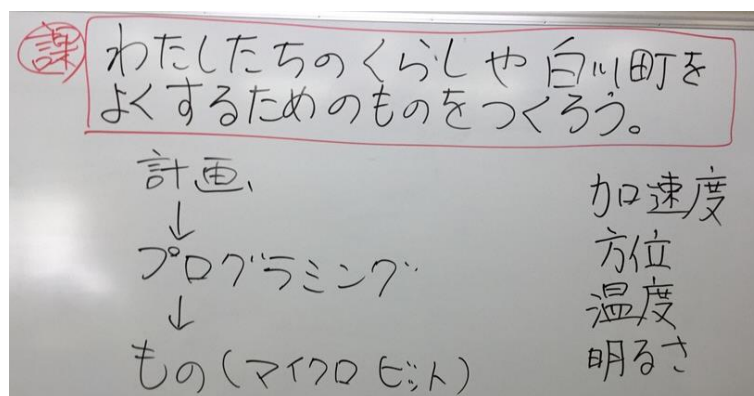 課 わたしたちのくらしや白川町を
よくするためのものをつくろう。
計画、
↓
プログラミング
↓
もの(マイクロビット)
加速度
方位
温度
明るさ